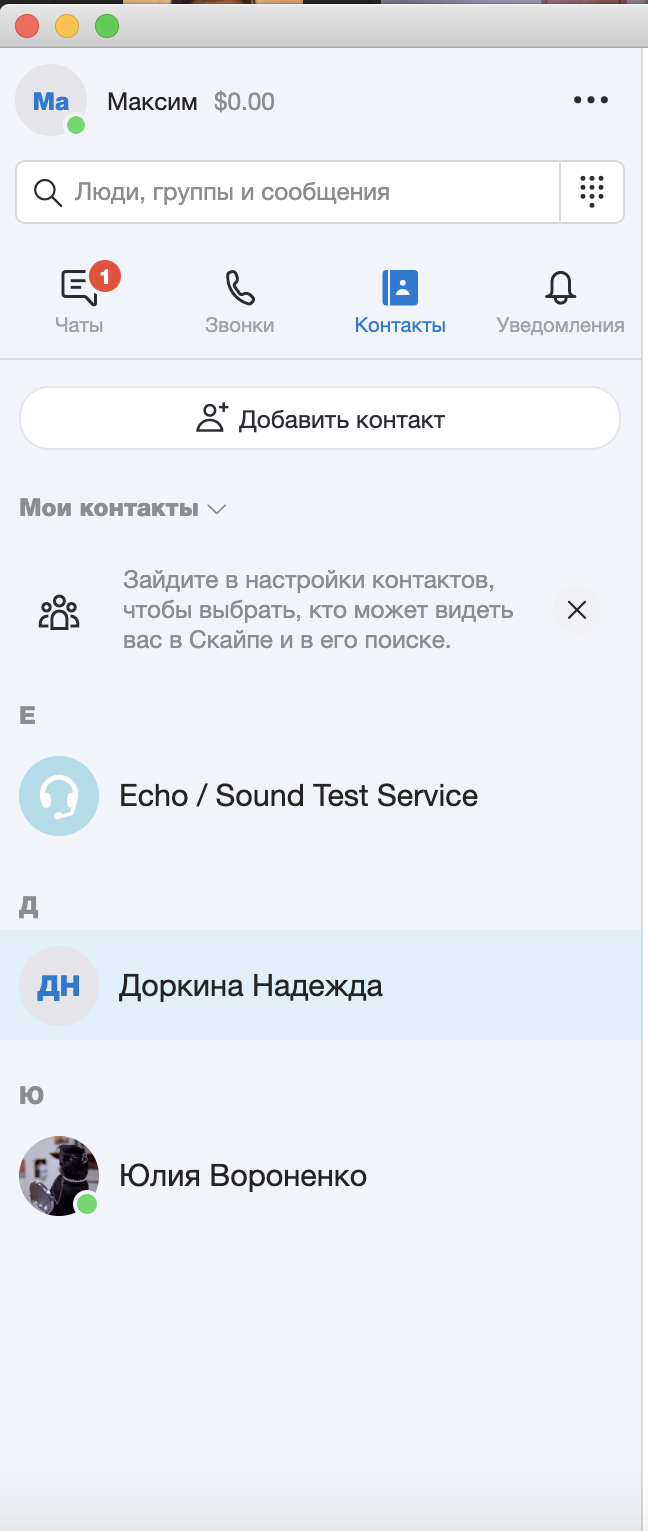 Ma
Максим $0.00
Люди, группы и сообщения
1
Чаты
Звонки
Контакты
Уведомления
Добавить контакт
Мои контакты
Зайдите в настройки контактов,
чтобы выбрать, кто может видеть
вас в Скайпе и в его поиске.
E
Echo / Sound Test Service
Д
ДН
Доркина Надежда
Ю
Юлия Вороненко